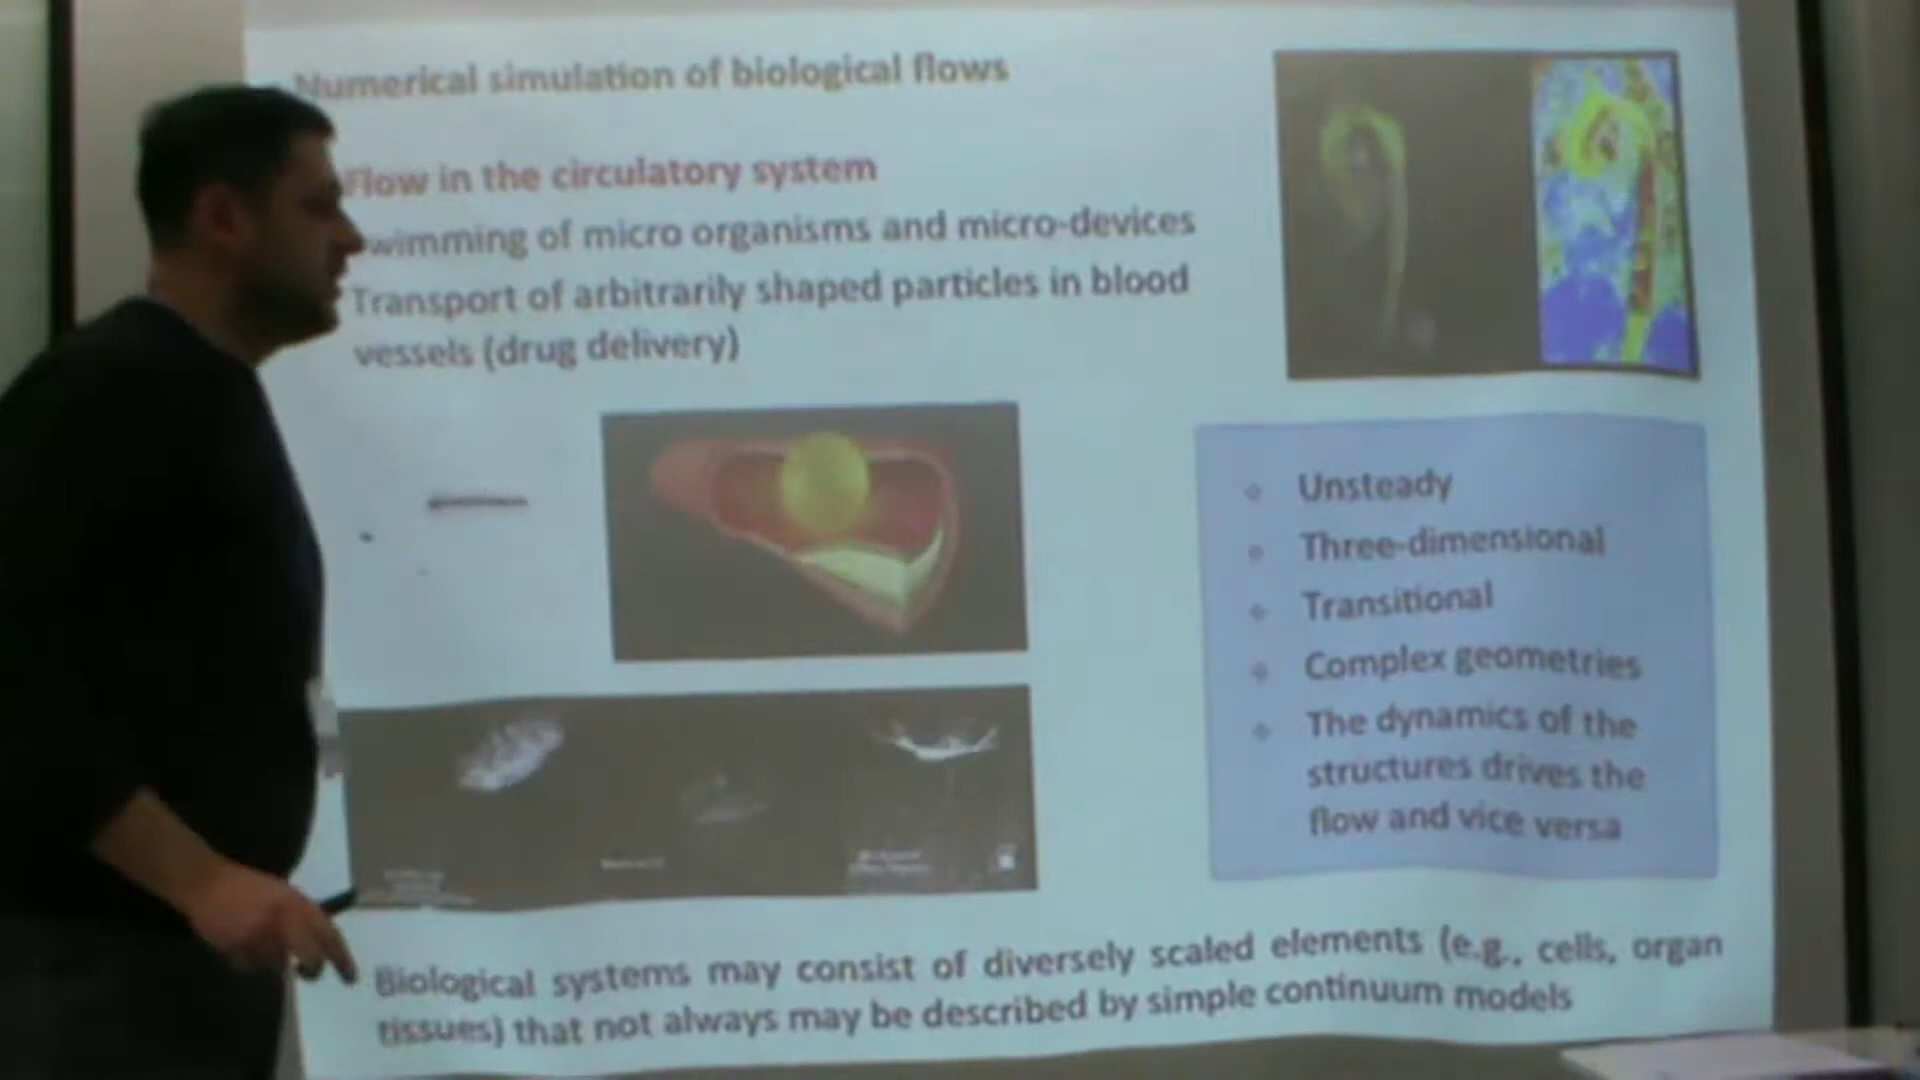 Numerical simulation of biological flows
Flow in the circulatory system
wimming of micro organisms and micro-devices
Transport of arbitrarily shaped particles in blood
vessels (drug delivery)
Unsteady
Three-dimensional
Transitional
Complex geometries
The dynamics of the
structures drives the
flow and vice versa
Biological systems may consist of diversely scaled elements (e.g., cells, organ
tissues) that not always may be described by simple continuum models